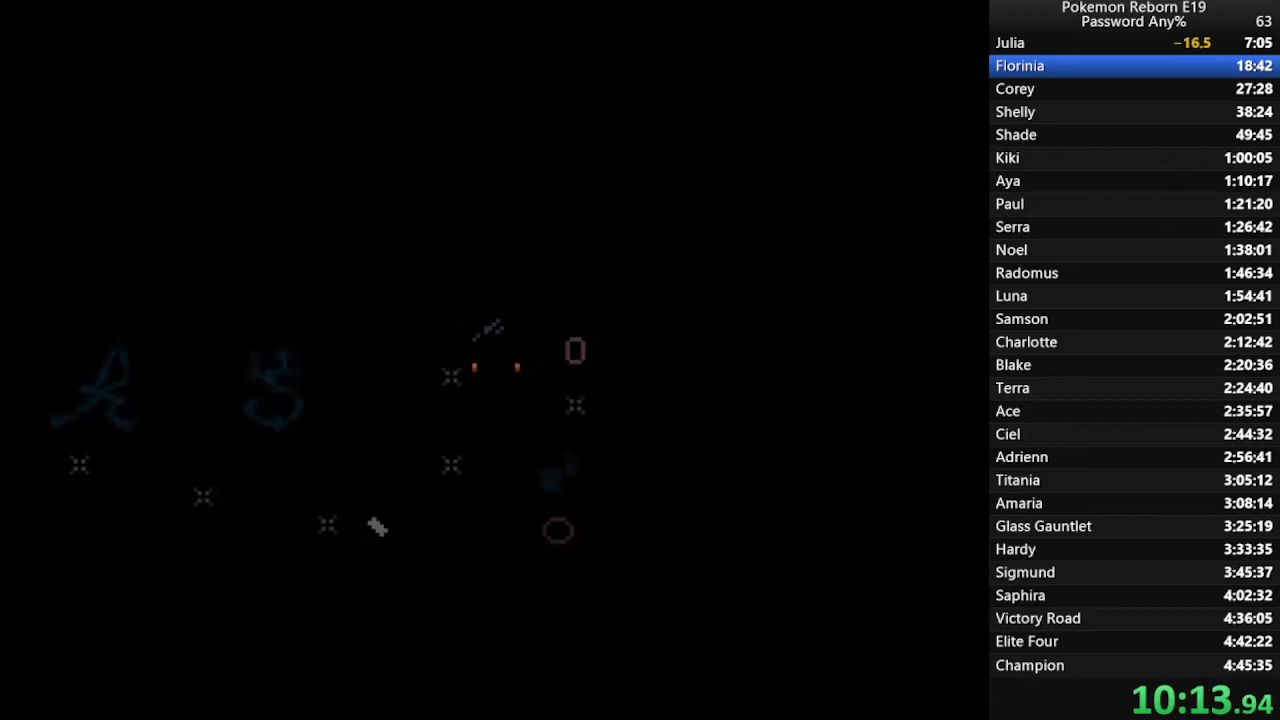 Pokemon Reborn E19
Password Any% 63
Julia −16.5 7:05
Florinia 18:42
Corey 27:28
Shelly 38:24
Shade 49:45
Kiki 1:00:05
Aya 1:10:17
Paul 1:21:20
Serra 1:26:42
Noel 1:38:01
Radomus 1:46:34
Luna 1:54:41
Samson 2:02:51
Charlotte 2:12:42
Blake 2:20:36
Terra 2:24:40
Ace 2:35:57
Ciel 2:44:32
Adrienn 2:56:41
Titania 3:05:12
Amaria 3:08:14
Glass Gauntlet 3:25:19
Hardy 3:33:35
Sigmund 3:45:37
Saphira 4:02:32
Victory Road 4:36:05
Elite Four 4:42:22
Champion 4:45:35
10:13.94